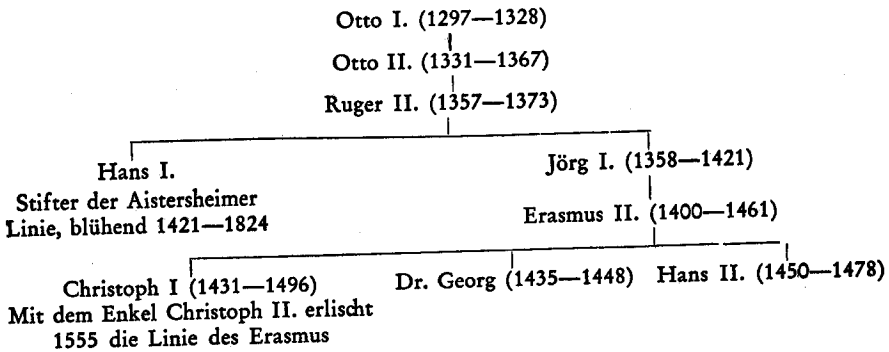 Otto I. (1297—1328)
Otto II. (1331—1367)
Ruger II. (1357—1373)
Hans I.
Stifter der Aistersheimer
Linie, blühend 1421—1824
Jörg I. (1358—1421)
Erasmus II. (1400—1461)
Christoph I (1431—1496)
Mit dem Enkel Christoph II. erlischt
1555 die Linie des Erasmus
Dr. Georg (1435—1448)
Hans II. (1450—1478)